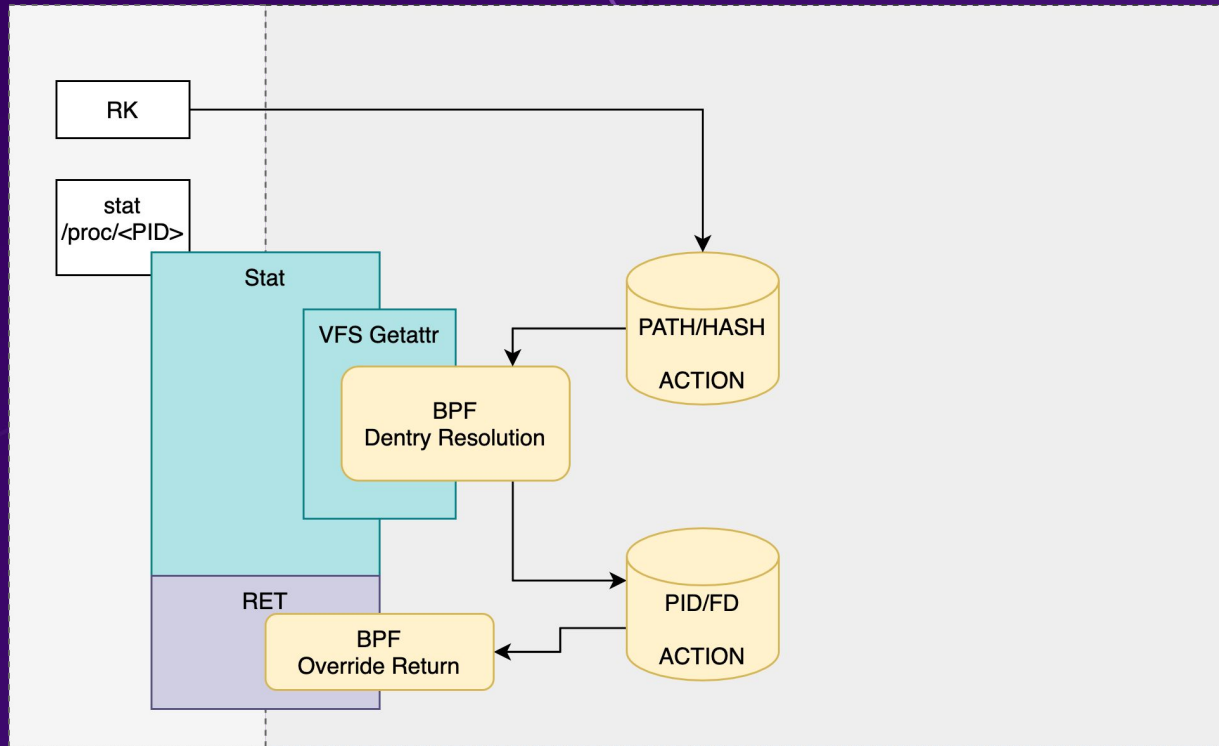 RK
stat
/proc/<PID>
Stat
VFS Getattr
PATH/HASH
ACTION
BPF
Dentry Resolution
RET
PID/FD
ACTION
BPF
Override Return